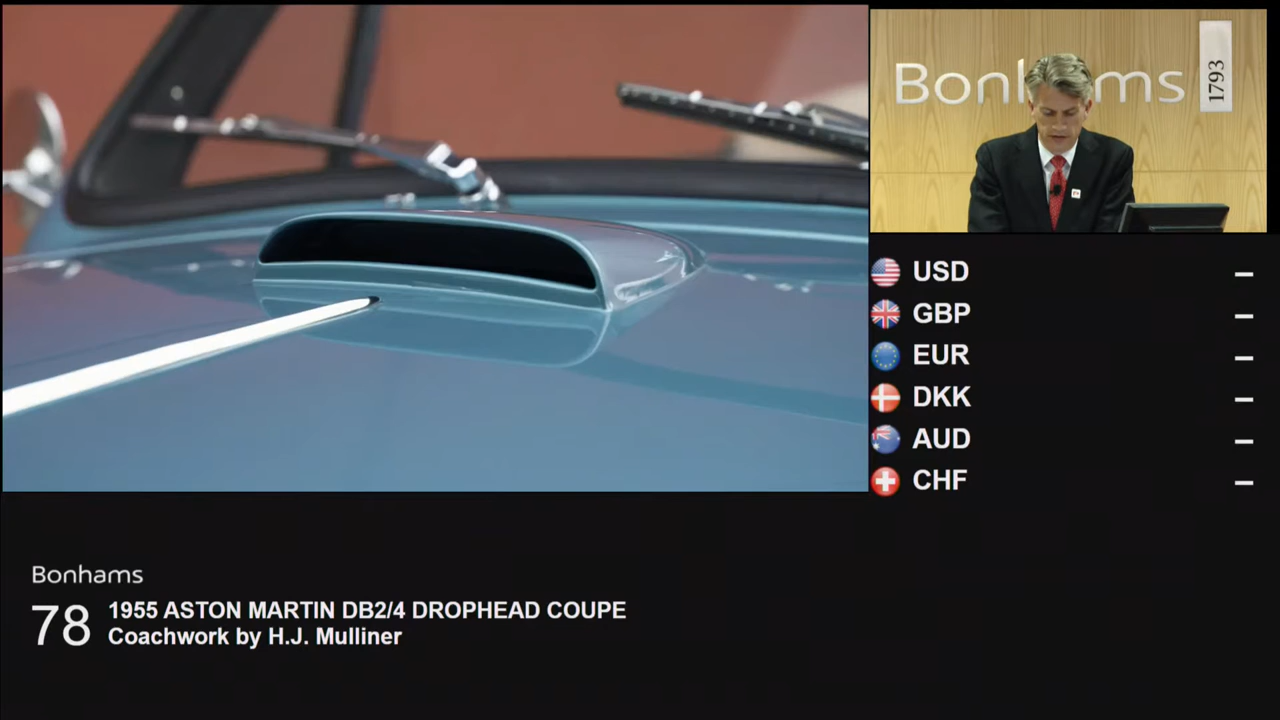 Bonhams
1793
USD –
GBP –
EUR –
DKK –
AUD –
CHF –
Bonhams
78
1955 ASTON MARTIN DB2/4 DROPHEAD COUPE
Coachwork by H.J. Mulliner